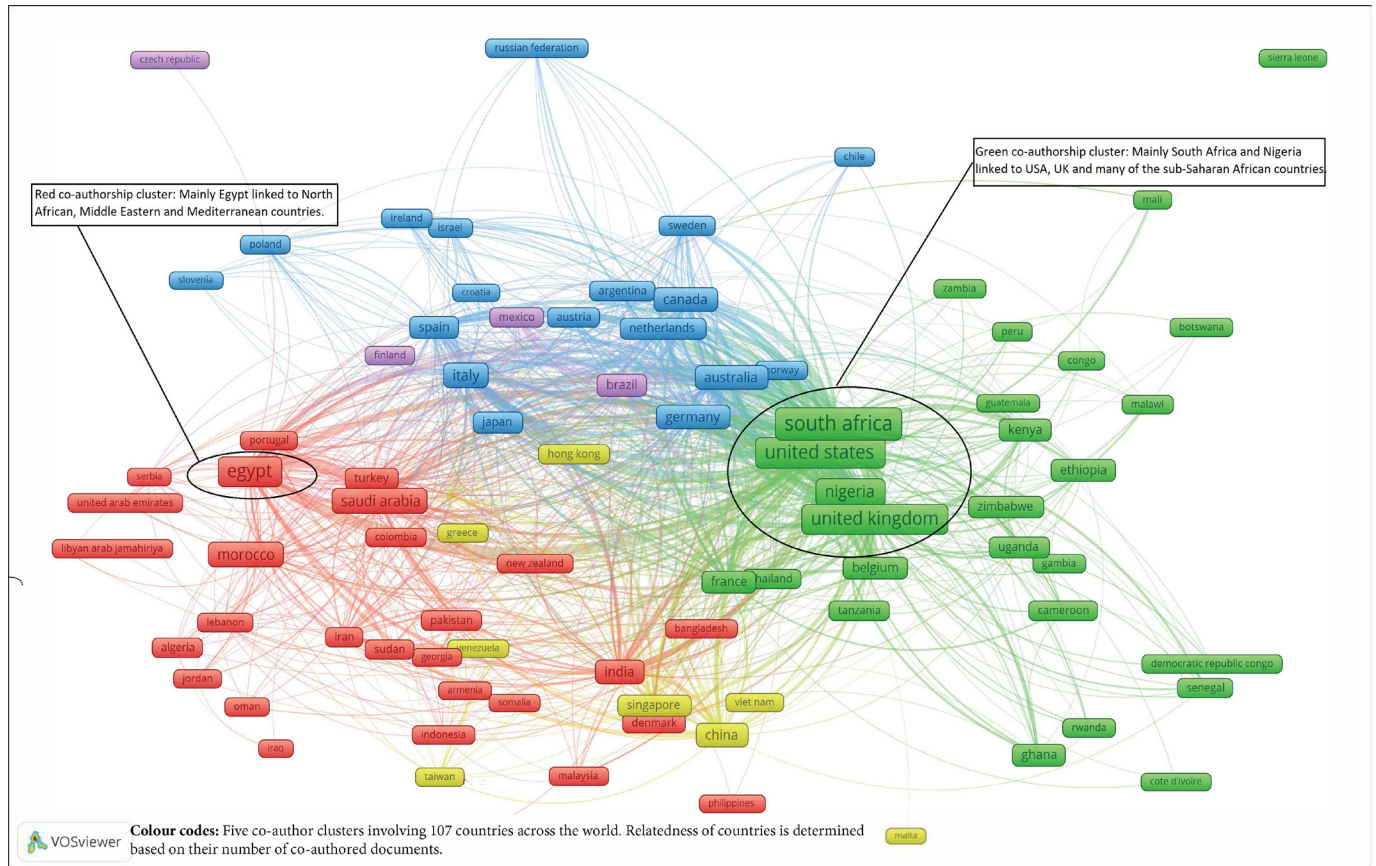 czech republic
russian federation
sierra leone
chile
Green co-authorship cluster: Mainly South Africa and Nigeria
linked to USA, UK and many of the sub-Saharan African countries.
Red co-authorship cluster: Mainly Egypt linked to North
African, Middle Eastern and Mediterranean countries.
mali
ireland
israel
sweden
poland
slovenia
croatia
argentina
canada
zambia
mexico
austria
spain
netherlands
peru
botswana
finland
congo
italy
brazil
australia
norway
japan
germany
guatemala
malawi
south africa
kenya
portugal
hong kong
united states
egypt
turkey
serbia
ethiopia
nigeria
united arab emirates
saudi arabia
zimbabwe
united kingdom
colombia
greece
libyan arab jamahiriya
morocco
new zealand
uganda
gambia
belgium
france
thailand
lebanon
pakistan
bangladesh
tanzania
cameroon
iran
algeria
sudan
georgia
venezuela
india
democratic republic congo
jordan
armenia
somalia
senegal
oman
singapore
viet nam
denmark
indonesia
china
rwanda
iraq
ghana
taiwan
malaysia
cote d'ivoire
philippines
malta
VOSviewer
Colour codes: Five co-author clusters involving 107 countries across the world. Relatedness of countries is determined
based on their number of co-authored documents.